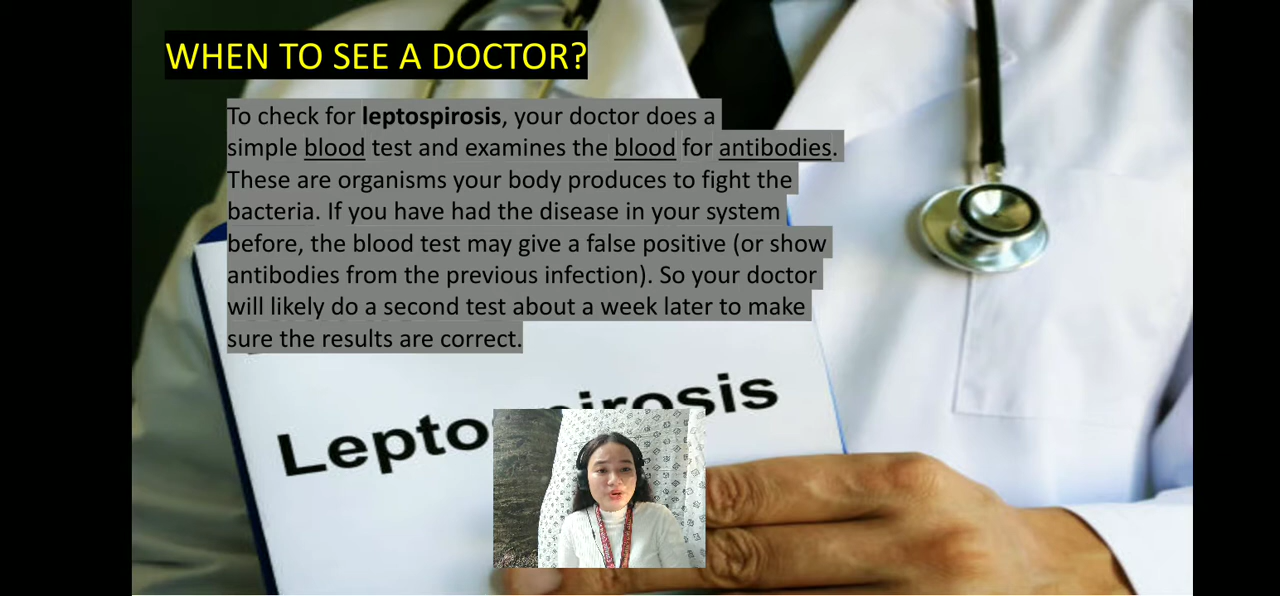 WHEN TO SEE A DOCTOR?
To check for leptospirosis, your doctor does a
simple blood test and examines the blood for antibodies.
These are organisms your body produces to fight the
bacteria. If you have had the disease in your system
before, the blood test may give a false positive (or show
antibodies from the previous infection). So your doctor
will likely do a second test about a week later to make
sure the results are correct.
Lepto irosis